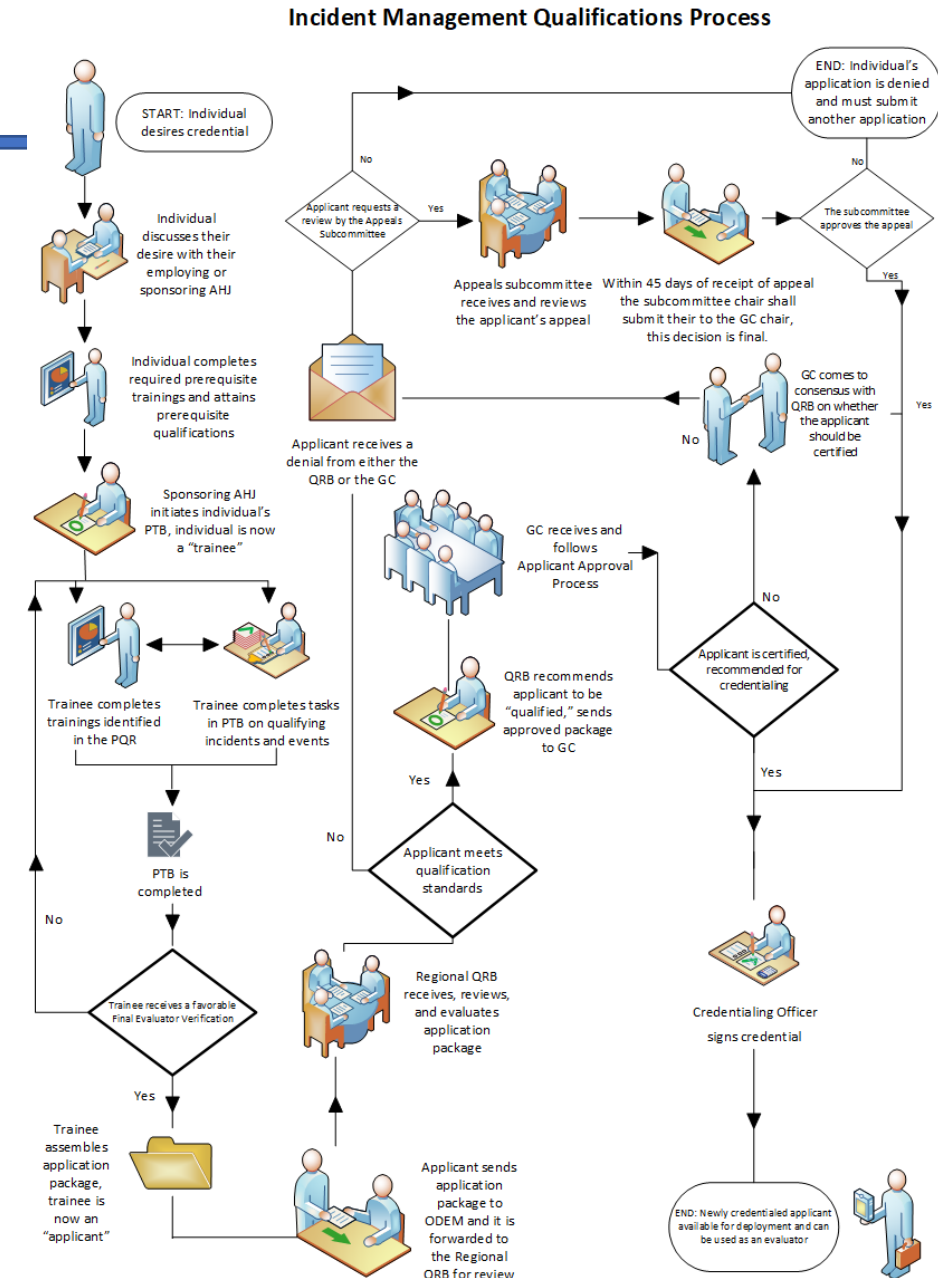 Incident Management Qualifications Process
START: Individual
desires credential
Individual
discusses their
desire with their
employing or
sponsoring AHJ
Individual completes
required prerequisite
trainings and attains
prerequisite
qualifications
Sponsoring AHJ
initiates individual's
PTB, individual is now
a "trainee"
Trainee completes
trainings identified
in the PQR
Trainee completes tasks
in PTB on qualifying
incidents and events
PTB is
completed
No
Trainee receives a favorable
Final Evaluator Verification
Yes
Trainee
assembles
application
package,
trainee is
now an
"applicant"
Applicant sends
application
package to
ODEM and it is
forwarded to
the Regional
QRB for review
Regional QRB
receives, reviews,
and evaluates
application
package
Applicant meets
qualification
standards
No
Yes
QRB recommends
applicant to be
"qualified," sends
approved package
to GC
GC receives and
follows
Applicant Approval
Process
Applicant is certified,
recommended for
credentialing
No
Yes
GC comes to
consensus with
QRB on whether
the applicant
should be
certified
No
Yes
Applicant receives a
denial from either the
QRB or the GC
Applicant requests a
review by the Appeals
Subcommittee
No
Yes
Appeals subcommittee
receives and reviews
the applicant's appeal
Within 45 days of receipt of appeal
the subcommittee chair shall
submit their to the GC chair,
this decision is final.
The subcommittee
approves the appeal
No
Yes
END: Individual's
application is denied
and must submit
another application
Credentialing Officer
signs credential
END: Newly credentialed applicant
available for deployment and can
be used as an evaluator